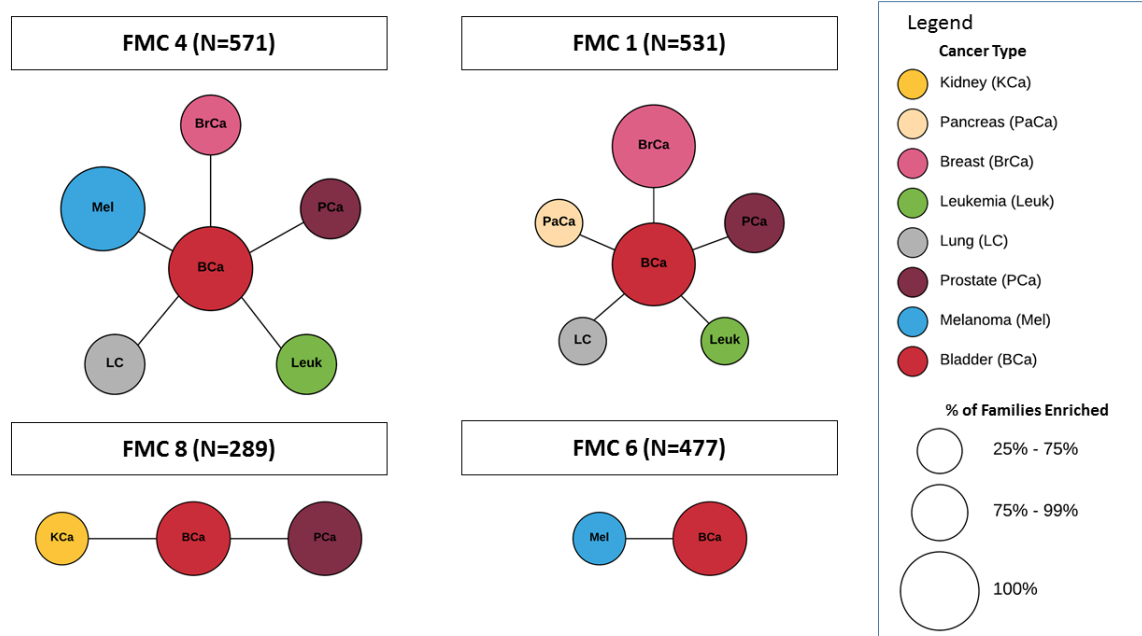 FMC 4 (N=571)
BrCa
Mel
PCa
BCa
LC
Leuk
FMC 1 (N=531)
BrCa
PaCa
PCa
BCa
LC
Leuk
FMC 8 (N=289)
KCa
BCa
PCa
FMC 6 (N=477)
Mel
BCa
Legend
Cancer Type
Kidney (KCa)
Pancreas (PaCa)
Breast (BrCa)
Leukemia (Leuk)
Lung (LC)
Prostate (PCa)
Melanoma (Mel)
Bladder (BCa)
% of Families Enriched
25% - 75%
75% - 99%
100%